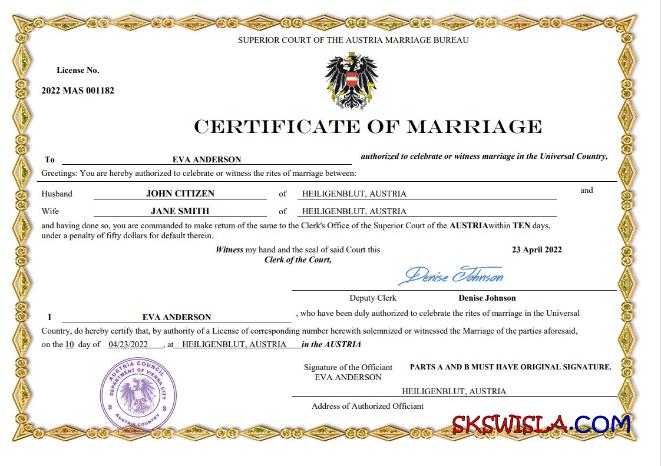 SUPERIOR COURT OF THE AUSTRIA MARRIAGE BUREAU
License No.
2022 MAS 001182
CERTIFICATE OF MARRIAGE
To EVA ANDERSON authorized to celebrate or witness marriage in the Universal Country,
Greetings: You are hereby authorized to celebrate or witness the rites of marriage between:
Husband JOHN CITIZEN of HEILIGENBLUT, AUSTRIA and
Wife JANE SMITH of HEILIGENBLUT, AUSTRIA
and having done so, you are commanded to make return of the same to the Clerk's Office of the Superior Court of the AUSTRIAwithin TEN days,
under a penalty of fifty dollars for default therein.
Witness my hand and the seal of said Court this 23 April 2022
Clerk of the Court,
Denise Johnson
Deputy Clerk Denise Johnson
I EVA ANDERSON , who have been duly authorized to celebrate the rites of marriage in the Universal
Country, do hereby certify that, by authority of a License of corresponding number herewith solemnized or witnessed the Marriage of the parties aforesaid,
on the 10 day of 04/23/2022 , at HEILIGENBLUT, AUSTRIA in the AUSTRIA
AUSTRIA COUNCIL
DEPARTMENT OF VIENNA CITY
AUSTRIA COUNTRY
Signature of the Officiant PARTS A AND B MUST HAVE ORIGINAL SIGNATURE.
EVA ANDERSON
HEILIGENBLUT, AUSTRIA
Address of Authorized Officiant
SKSWISLA.COM